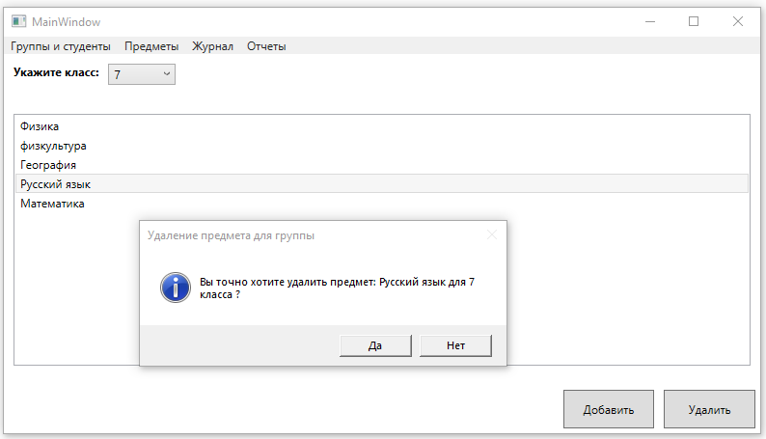 MainWindow
Группы и студенты Предметы Журнал Отчеты
Укажите класс: 7
Физика
физкультура
География
Русский язык
Математика
Удаление предмета для группы
Вы точно хотите удалить предмет: Русский язык для 7
класса ?
Да Нет
Добавить Удалить